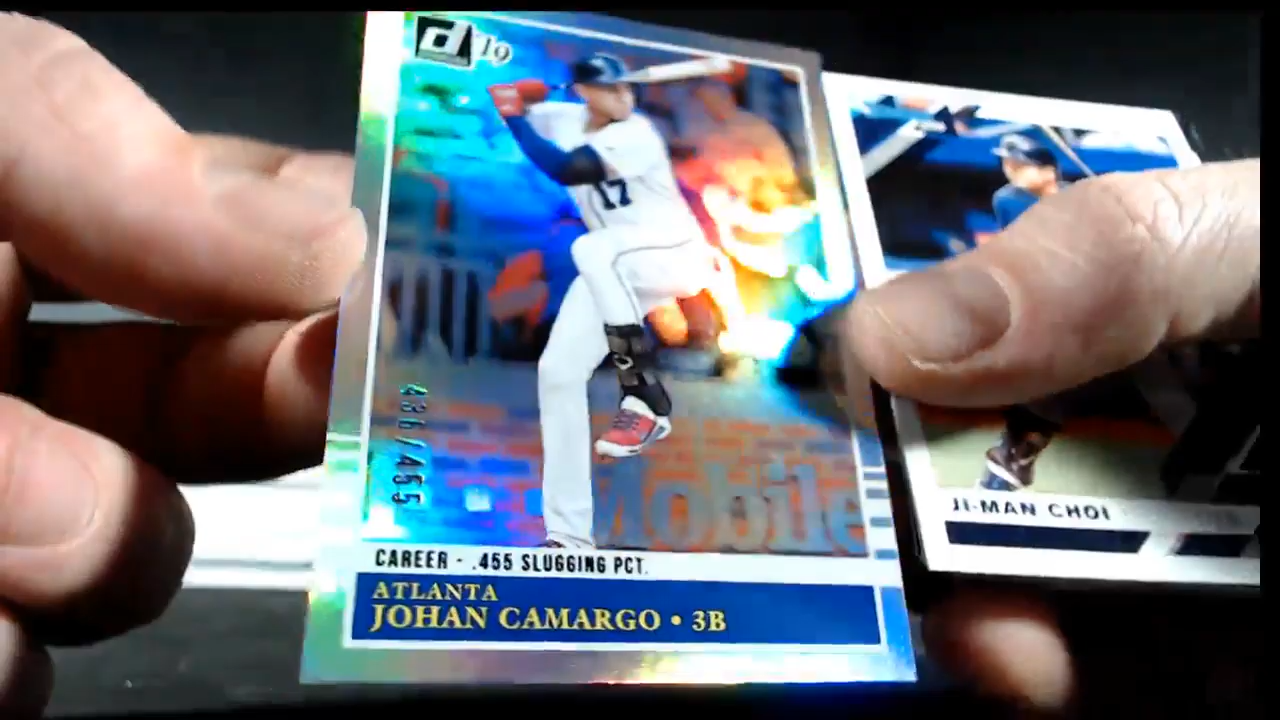 d '19
17
436/455
Mobile
CAREER - .455 SLUGGING PCT.
ATLANTA
JOHAN CAMARGO • 3B
JI-MAN CHOI